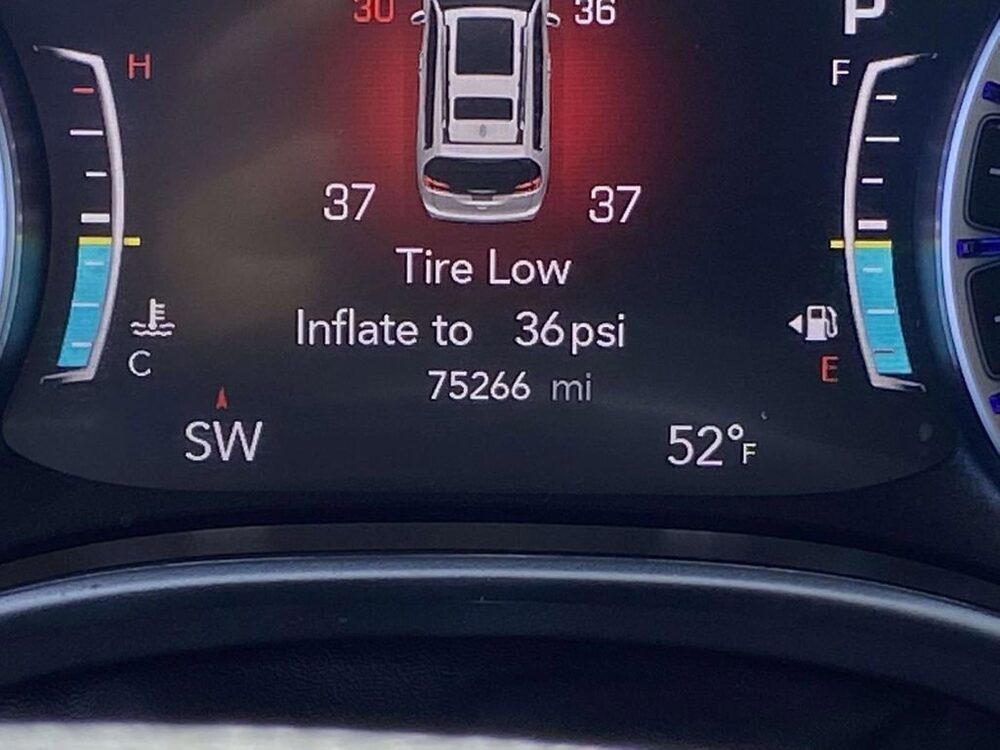 30 36 P
H F
37 37
Tire Low
Inflate to 36psi
C E
75266 mi
SW 52°F